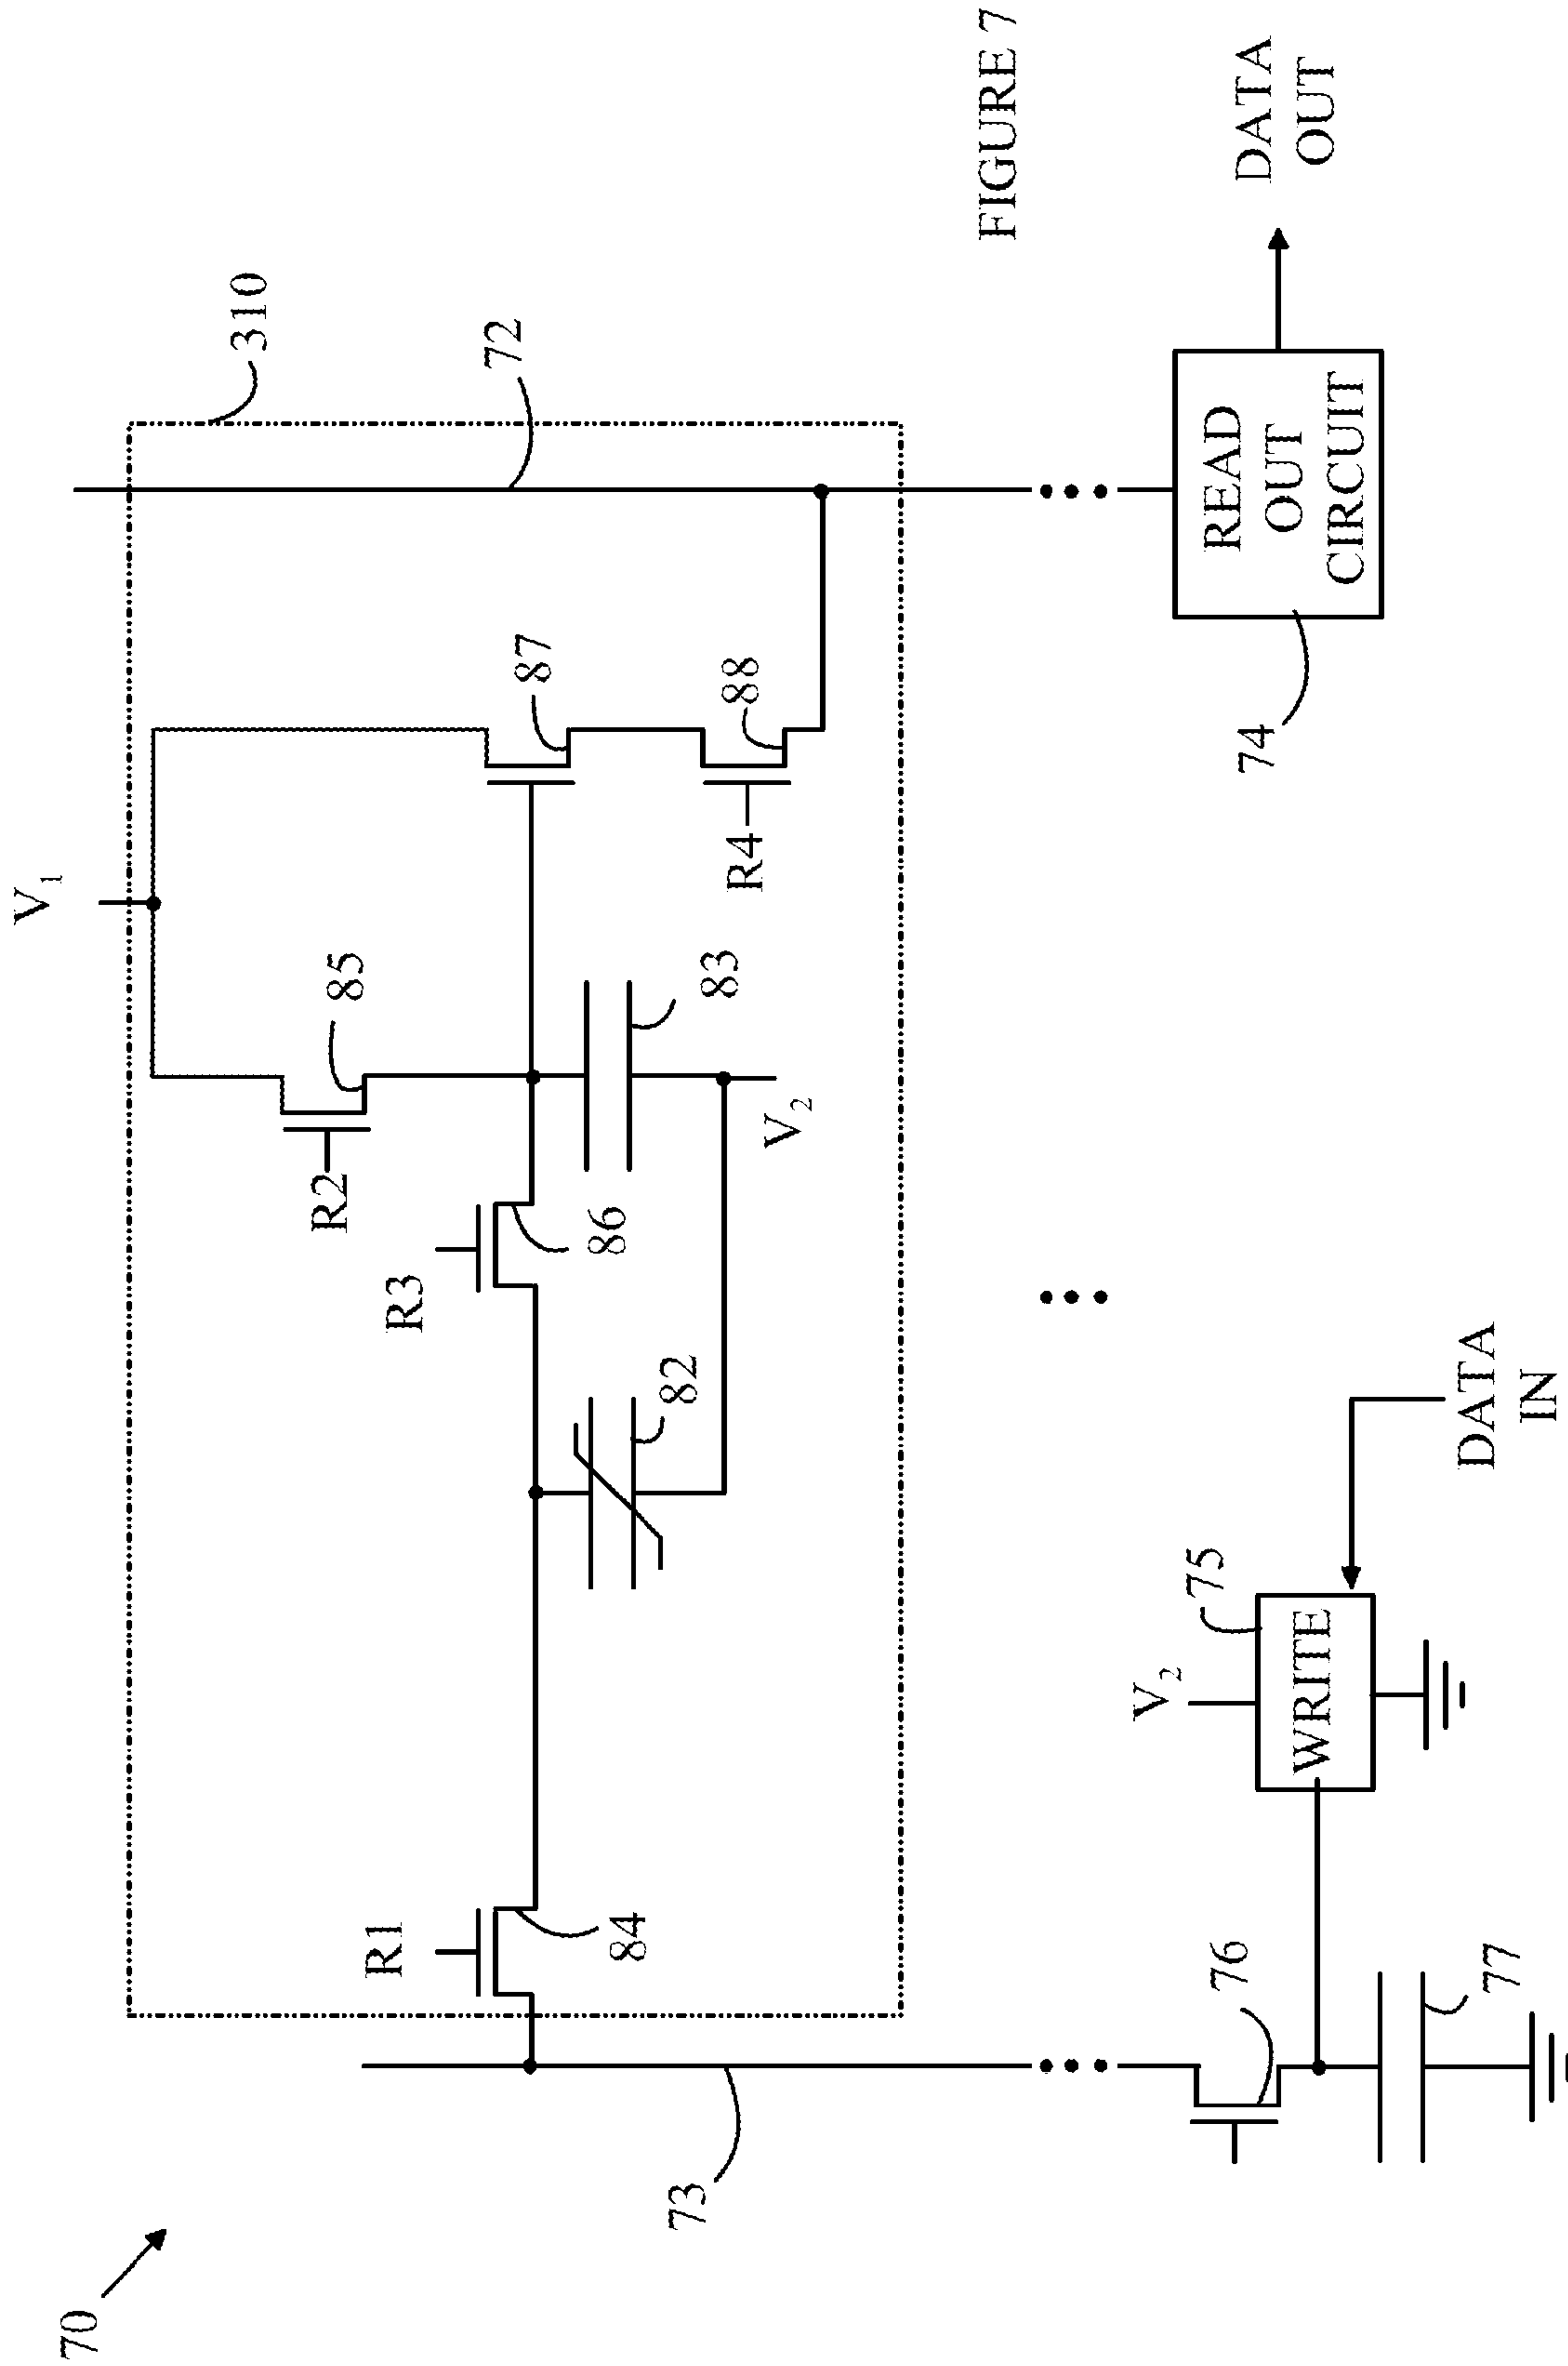 70
310
V1
R2
85
72
87
R3
86
83
R4
88
V2
82
R1
84
73
FIGURE 7
76
77
V2
75
WRITE
DATA
IN
74
READ
OUT
CIRCUIT
DATA
OUT